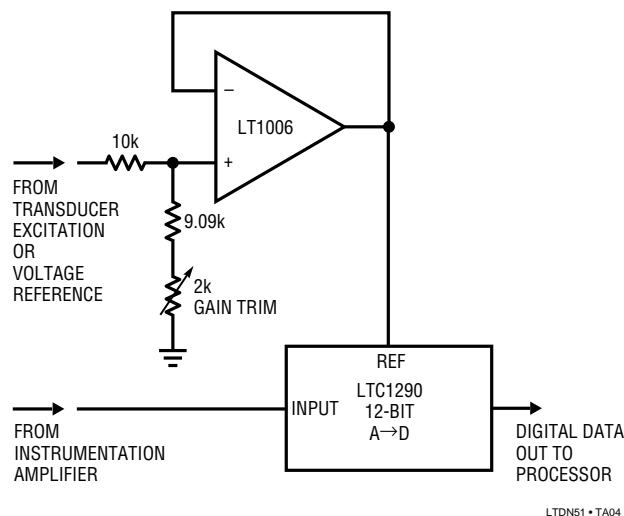 LT1006
–
+
10k
FROM
TRANSDUCER
EXCITATION
OR
VOLTAGE
REFERENCE
9.09k
2k
GAIN TRIM
REF
LTC1290
12-BIT
A→D
INPUT
FROM
INSTRUMENTATION
AMPLIFIER
DIGITAL DATA
OUT TO
PROCESSOR
LTDN51 • TA04